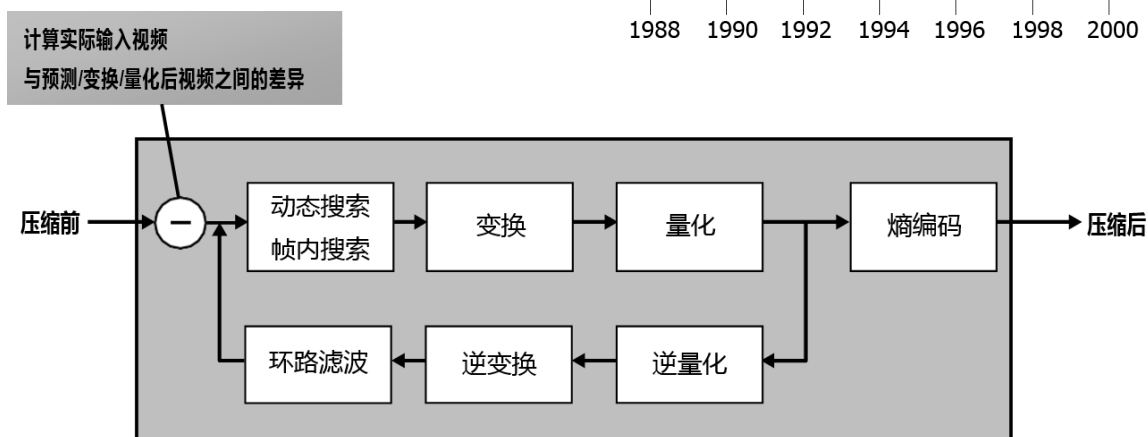 1988 1990 1992 1994 1996 1998 2000
计算实际输入视频
与预测/变换/量化后视频之间的差异
压缩前
−
动态搜索
帧内搜索
变换
量化
熵编码
压缩后
环路滤波
逆变换
逆量化